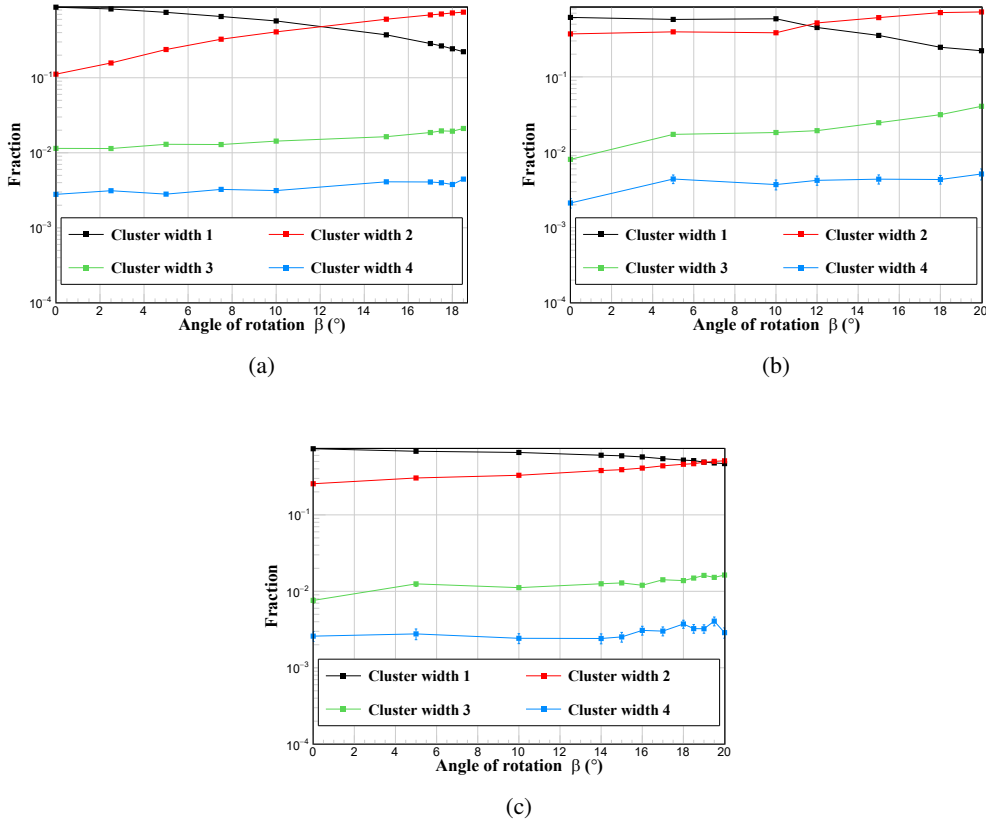 Fraction
10⁻¹
10⁻²
10⁻³
10⁻⁴
Cluster width 1 Cluster width 2
Cluster width 3 Cluster width 4
0 2 4 6 8 10 12 14 16 18
Angle of rotation β (°)
(a)
Fraction
10⁻¹
10⁻²
10⁻³
10⁻⁴
Cluster width 1 Cluster width 2
Cluster width 3 Cluster width 4
0 2 4 6 8 10 12 14 16 18 20
Angle of rotation β (°)
(b)
Fraction
10⁻¹
10⁻²
10⁻³
10⁻⁴
Cluster width 1 Cluster width 2
Cluster width 3 Cluster width 4
0 2 4 6 8 10 12 14 16 18 20
Angle of rotation β (°)
(c)